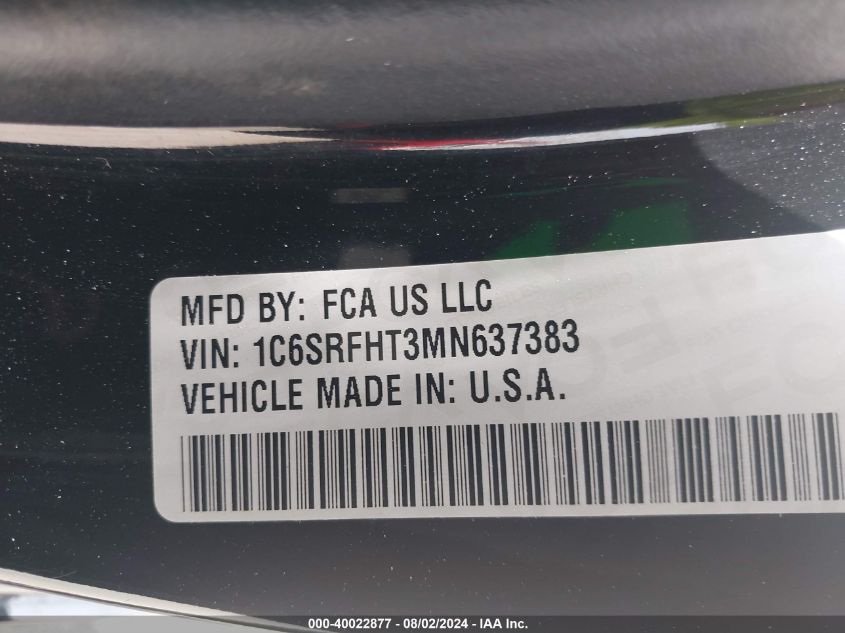 MFD BY: FCA US LLC
VIN: 1C6SRFHT3MN637383
VEHICLE MADE IN: U.S.A.
000-40022877 - 08/02/2024 - IAA Inc.